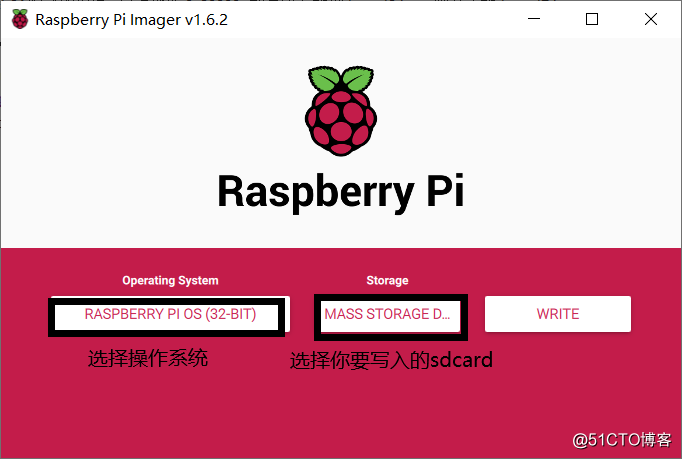 Raspberry Pi Imager v1.6.2
Raspberry Pi
Operating System
Storage
RASPBERRY PI OS (32-BIT)
MASS STORAGE D...
WRITE
选择操作系统
选择你要写入的sdcard
@51CTO博客